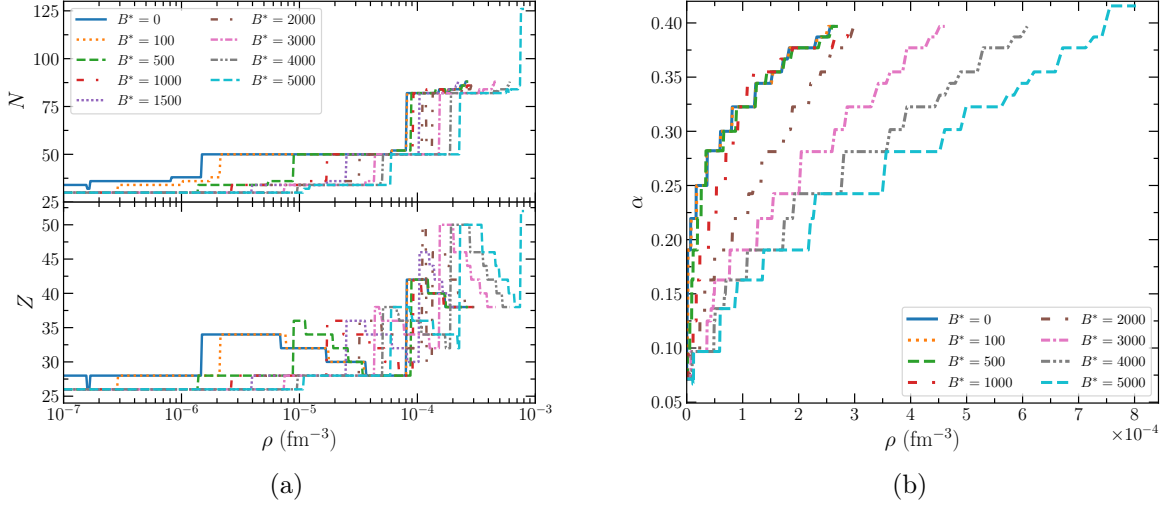 N
125
100
75
50
25
B* = 0
B* = 100
B* = 500
B* = 1000
B* = 1500
B* = 2000
B* = 3000
B* = 4000
B* = 5000
Z
50
45
40
35
30
25
10⁻⁷
10⁻⁶
10⁻⁵
10⁻⁴
10⁻³
ρ (fm⁻³)
(a)
α
0.40
0.35
0.30
0.25
0.20
0.15
0.10
0.05
B* = 0
B* = 100
B* = 500
B* = 1000
B* = 2000
B* = 3000
B* = 4000
B* = 5000
0 1 2 3 4 5 6 7 8
×10⁻⁴
ρ (fm⁻³)
(b)